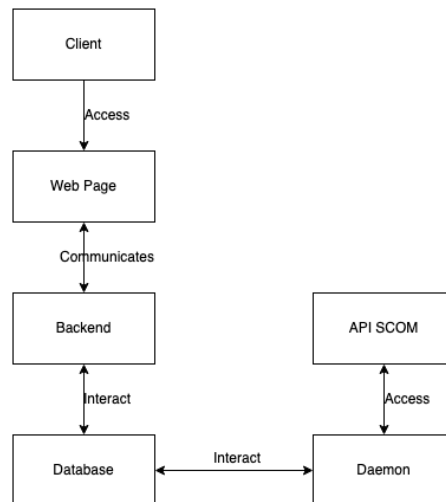 Client
Access
Web Page
Communicates
Backend
API SCOM
Interact
Access
Database
Interact
Daemon